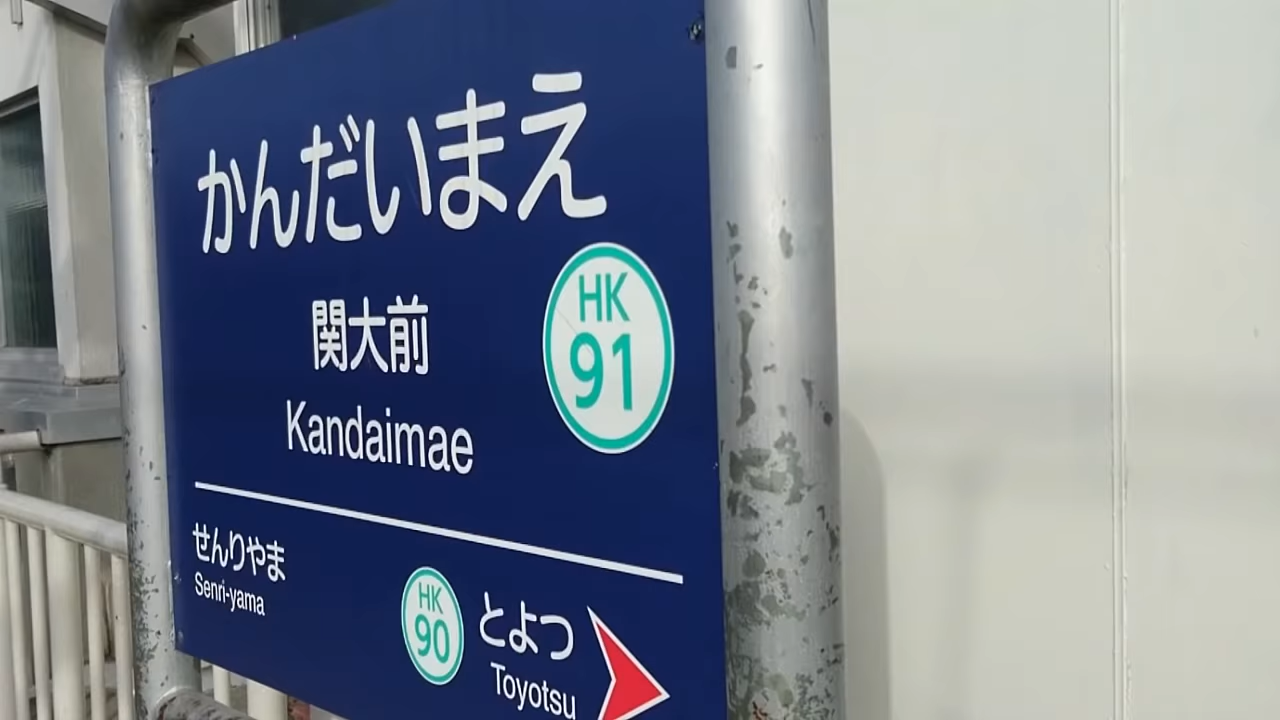 かんだいまえ
関大前
HK
91
Kandaimae
せんりやま
Senri-yama
HK
90
とよつ
Toyotsu